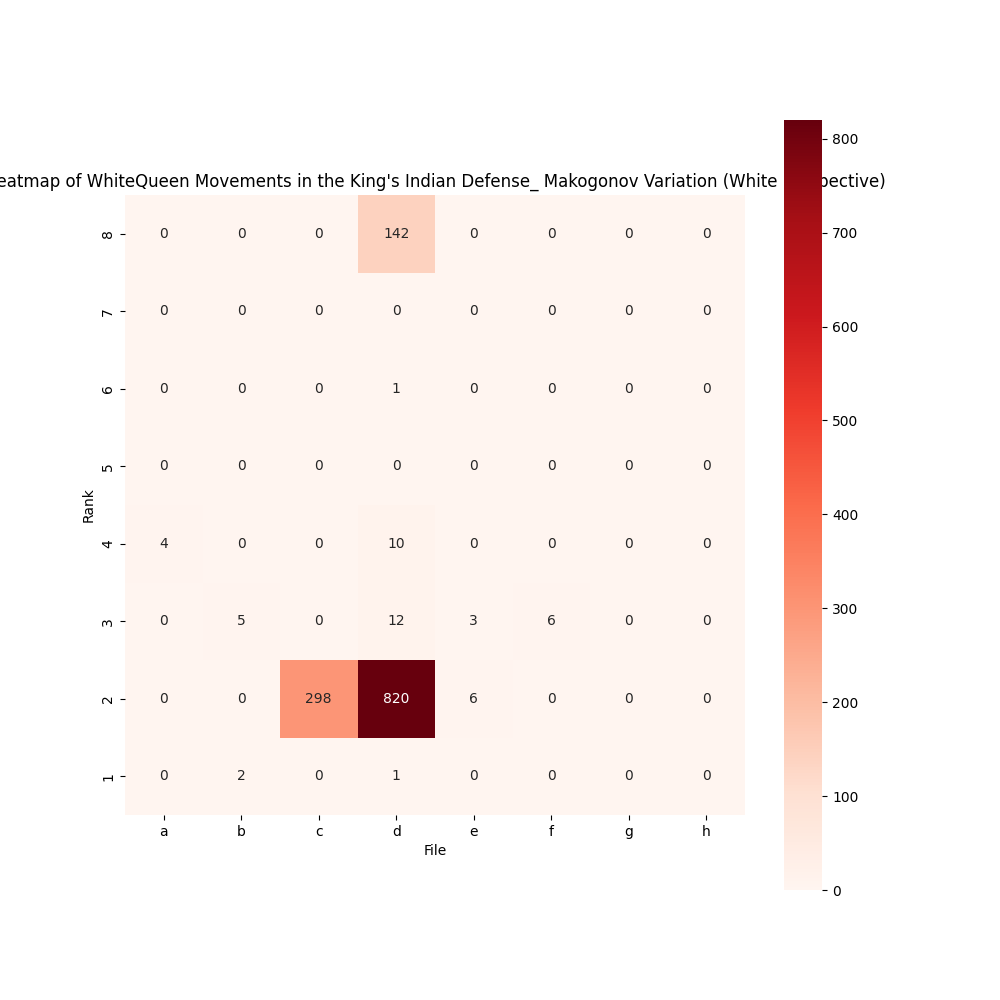 eatmap of WhiteQueen Movements in the King's Indian Defense_ Makogonov Variation (White pective)
8 0 0 0 142 0 0 0 0
7 0 0 0 0 0 0 0 0
6 0 0 0 1 0 0 0 0
5 0 0 0 0 0 0 0 0
Rank
4 4 0 0 10 0 0 0 0
3 0 5 0 12 3 6 0 0
2 0 0 298 820 6 0 0 0
1 0 2 0 1 0 0 0 0
a b c d e f g h
File
800
700
600
500
400
300
200
100
0